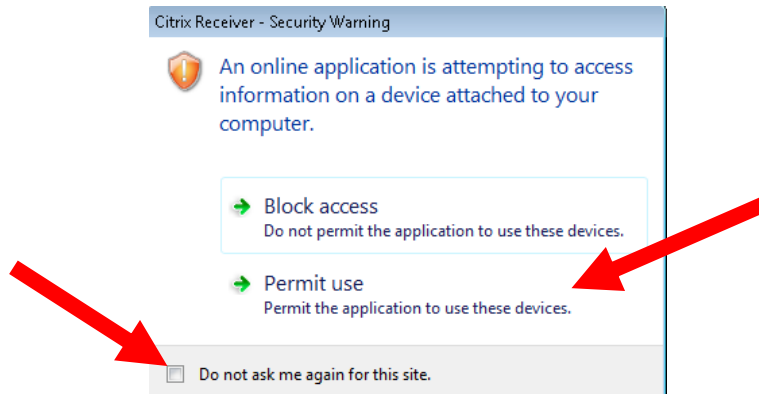 Citrix Receiver - Security Warning
An online application is attempting to access
information on a device attached to your
computer.
Block access
Do not permit the application to use these devices.
Permit use
Permit the application to use these devices.
Do not ask me again for this site.